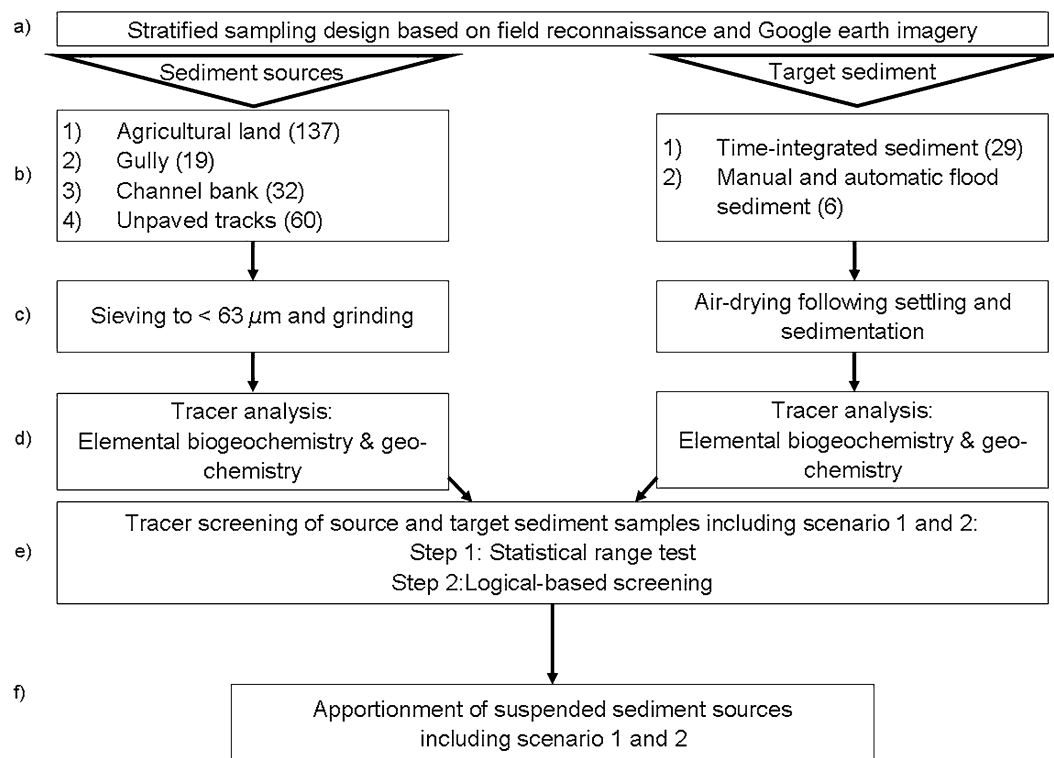 a)
Stratified sampling design based on field reconnaissance and Google earth imagery
Sediment sources
Target sediment
b)
1) Agricultural land (137)
2) Gully (19)
3) Channel bank (32)
4) Unpaved tracks (60)
1) Time-integrated sediment (29)
2) Manual and automatic flood
sediment (6)
c)
Sieving to < 63 μm and grinding
Air-drying following settling and
sedimentation
d)
Tracer analysis:
Elemental biogeochemistry & geo-
chemistry
Tracer analysis:
Elemental biogeochemistry & geo-
chemistry
e)
Tracer screening of source and target sediment samples including scenario 1 and 2:
Step 1: Statistical range test
Step 2:Logical-based screening
f)
Apportionment of suspended sediment sources
including scenario 1 and 2